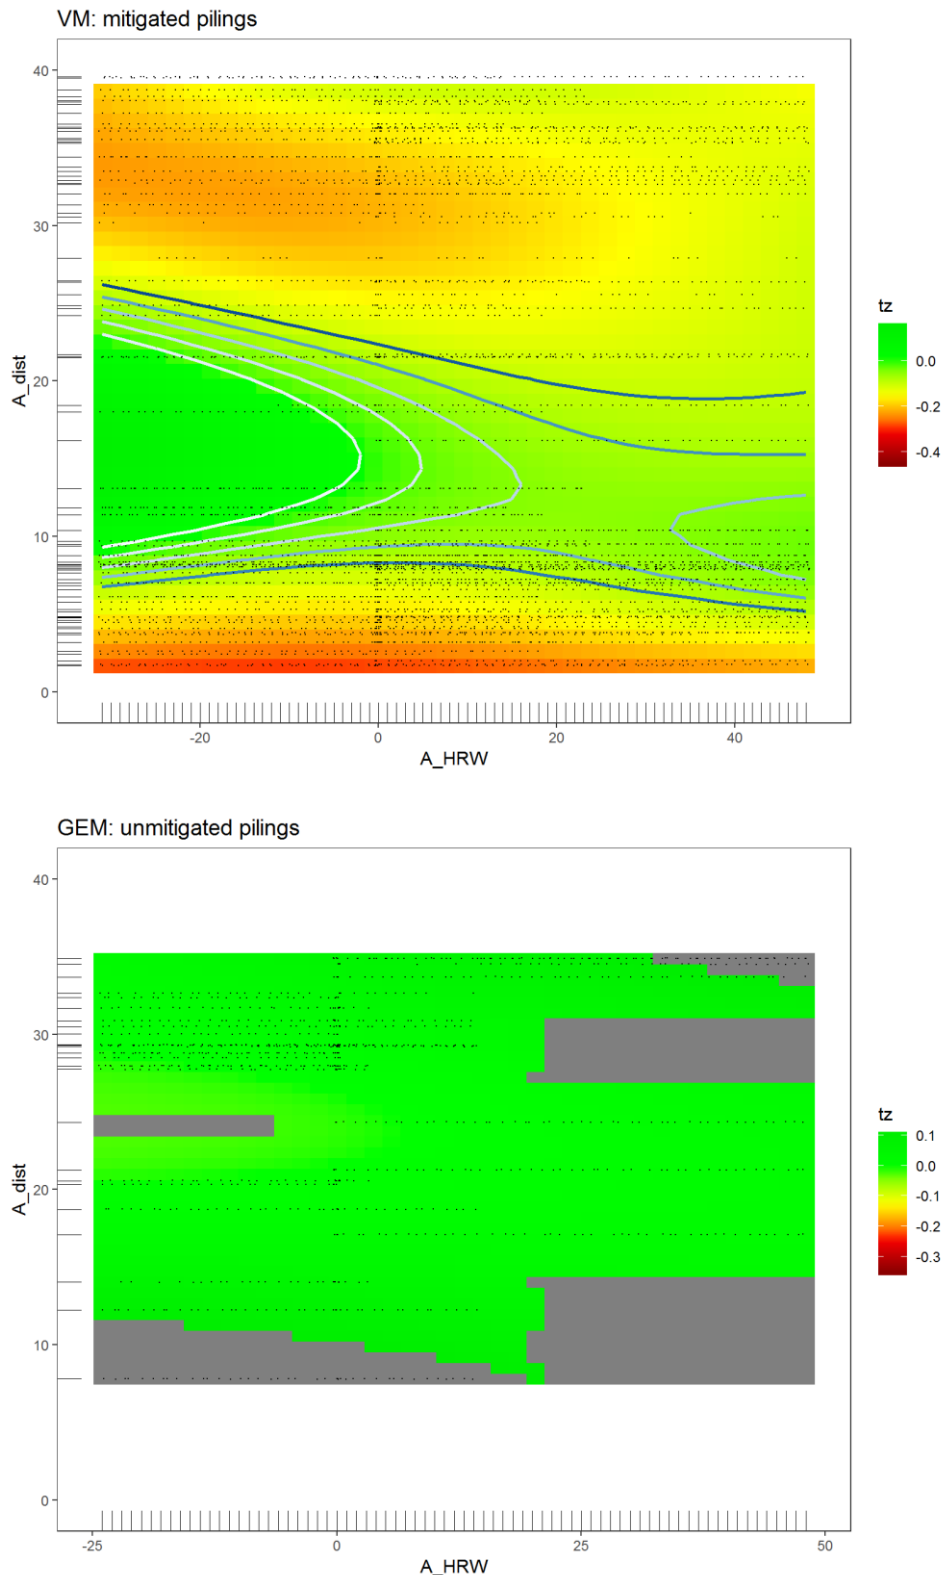 VM: mitigated pilings
40
30
20
10
0
A_dist
-20 0 20 40
A_HRW
tz
0.0
-0.2
-0.4
GEM: unmitigated pilings
40
30
20
10
0
A_dist
-25 0 25 50
A_HRW
tz
0.1
0.0
-0.1
-0.2
-0.3